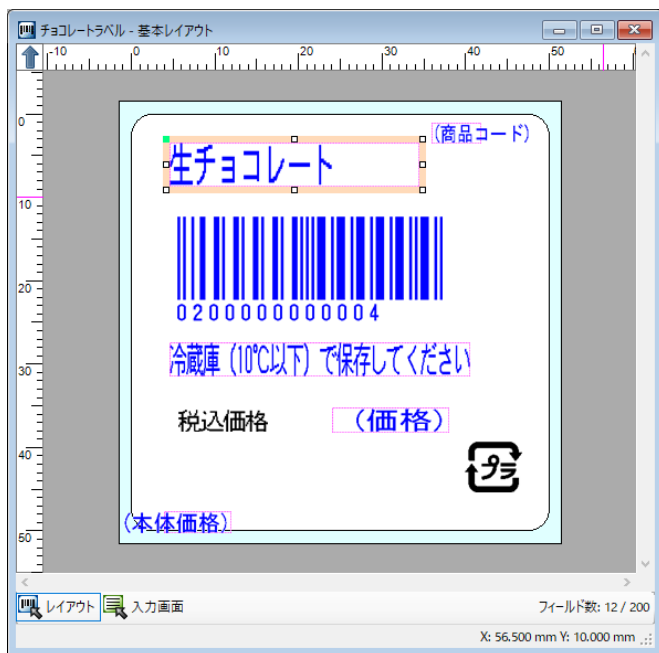 チョコレートラベル - 基本レイアウト
-10 0 10 20 30 40 50
0
(商品コード)
生チョコレート
10
20
0200000000004
冷蔵庫（10℃以下）で保存してください
30
税込価格 （価格）
40
プラ
(本体価格)
50
レイアウト 入力画面 フィールド数: 12 / 200
X: 56.500 mm Y: 10.000 mm